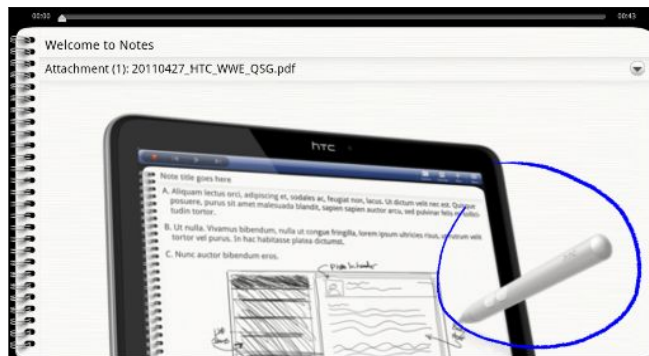 00:00
00:43
Welcome to Notes
Attachment (1): 20110427_HTC_WWE_QSG.pdf
hTC
Note title goes here
A. Aliquam lectus orci, adipiscing et, sodales ac, feugiat non, lacus. Ut dictum velit nec est. Quisque
posuere, purus sit amet malesuada blandit, sapien sapien auctor arcu, sed pulvinar felis
tudin tortor.
B. Ut nulla. Vivamus bibendum, nulla ut congue fringilla, lorem ipsum ultricies risus, ut rutrum velit
tortor vel purus. In hac habitasse platea dictumst.
C. Nunc auctor bibendum eros.